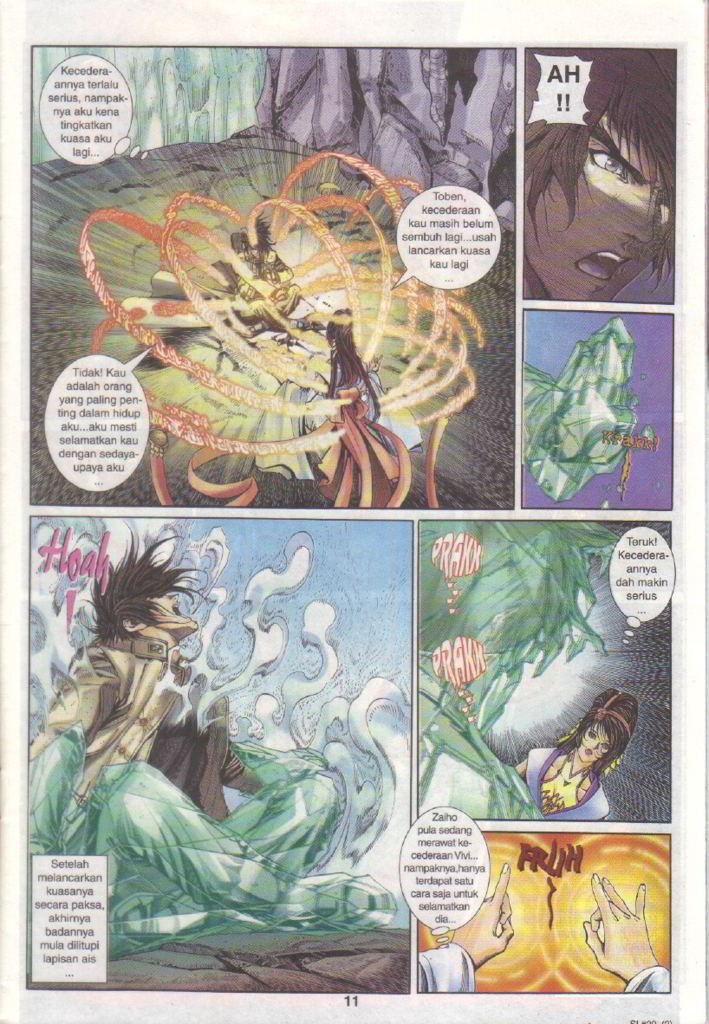 Kecedera-
annya terlalu
serius, nampak-
nya aku kena
tingkatkan
kuasa aku
lagi...
Toben,
kecederaan
kau masih belum
sembuh lagi...usah
lancarkan kuasa
kau lagi
...
Tidak! Kau
adalah orang
yang paling pen-
ting dalam hidup
aku...aku mesti
selamatkan kau
dengan sedaya-
upaya aku
...
AH
!!
Krakk!
Hoah
!
Setelah
melancarkan
kuasanya
secara paksa,
akhirnya
badannya
mula dilitupi
lapisan ais
...
PRAKK
PRAKK
Teruk!
Kecedera-
annya
dah makin
serius
...
Zaiho
pula sedang
merawat ke-
cederaan Vivi...
nampaknya,hanya
terdapat satu
cara saja untuk
selamatkan
dia...
FRUH
11